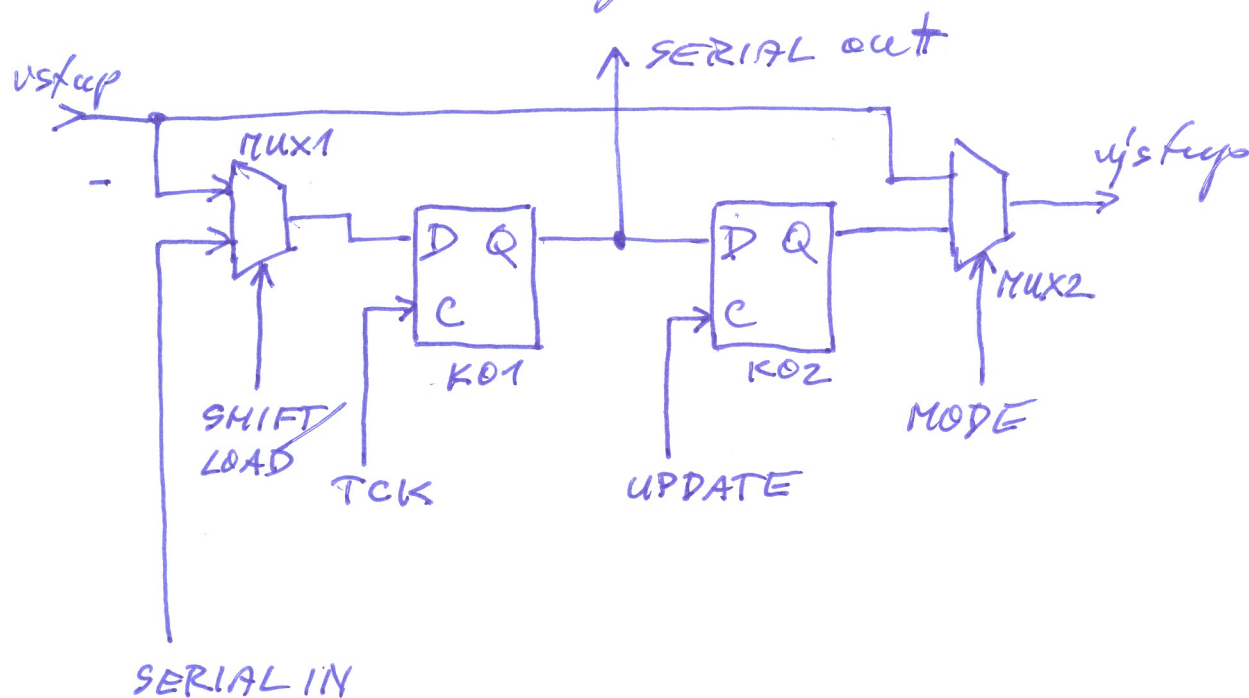 SERIAL out
vstup
MUX1
výstup
D Q
C
KO1
D Q
C
KO2
MUX2
SHIFT/
LOAD
TCK
UPDATE
MODE
SERIAL IN